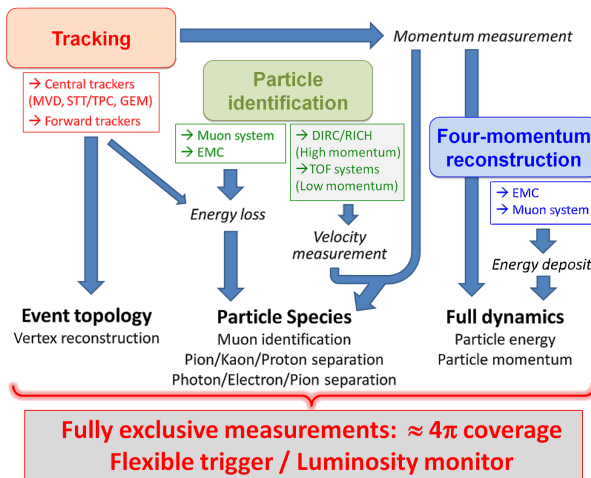 Tracking
Momentum measurement
→ Central trackers
(MVD, STT/TPC, GEM)
→ Forward trackers
Particle
identification
→ Muon system
→ EMC
→ DIRC/RICH
(High momentum)
→TOF systems
(Low momentum)
Four-momentum
reconstruction
→ EMC
→ Muon system
Energy loss
Velocity
measurement
Energy deposit
Event topology
Vertex reconstruction
Particle Species
Muon identification
Pion/Kaon/Proton separation
Photon/Electron/Pion separation
Full dynamics
Particle energy
Particle momentum
Fully exclusive measurements: ≈ 4π coverage
Flexible trigger / Luminosity monitor